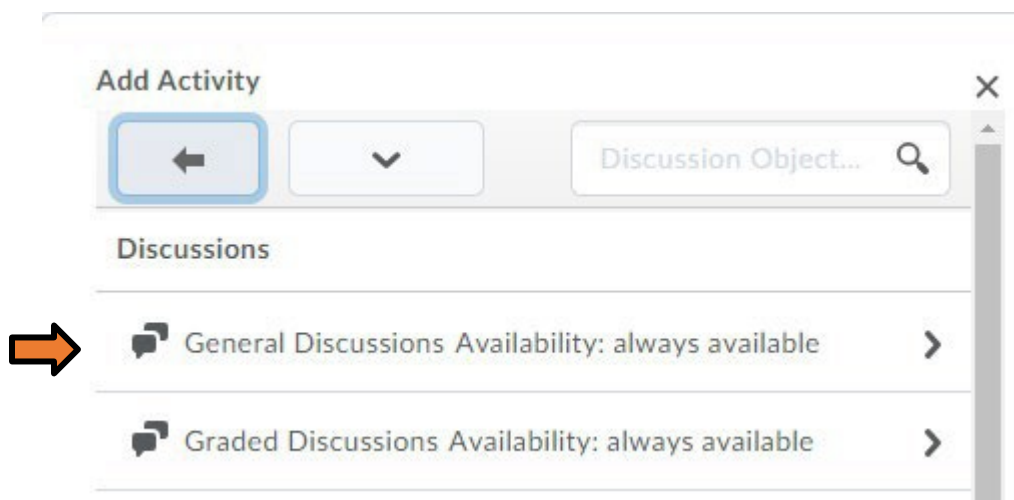 Add Activity
Discussion Object...
Discussions
General Discussions Availability: always available
Graded Discussions Availability: always available